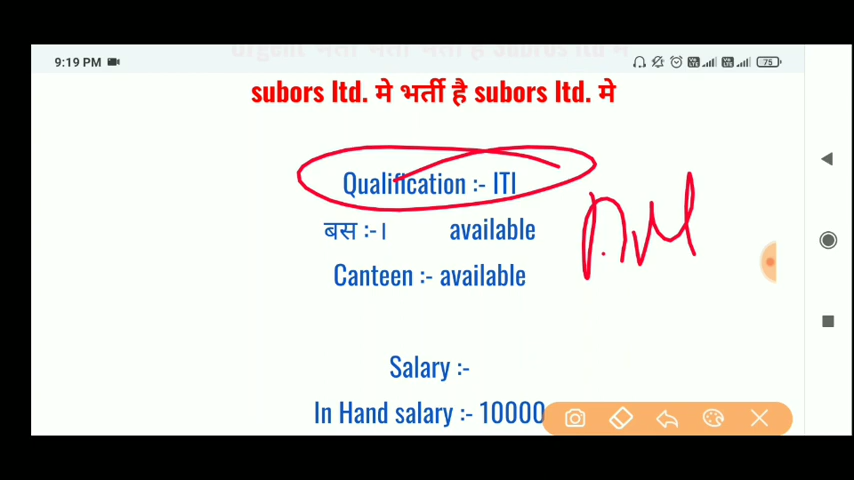 9:19 PM
75
subors ltd. मे भर्ती है subors ltd. मे
Qualification :- ITI
बस :-। available
Canteen :- available
Salary :-
In Hand salary :- 10000